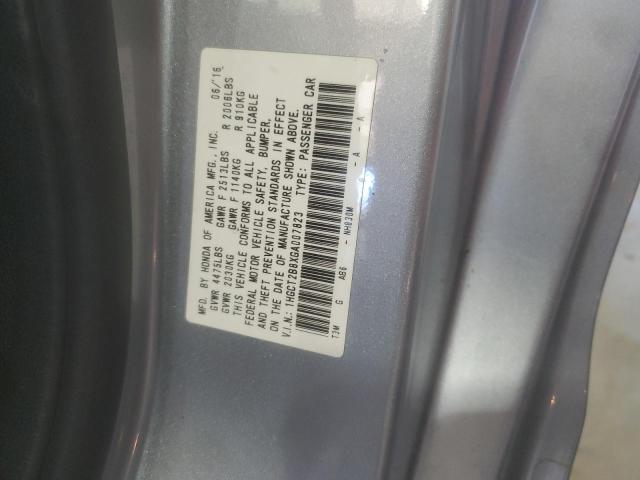 MFD. BY HONDA OF AMERICA MFG., INC. 06/'16
GVWR 4475LBS GAWR F 2513LBS R 2006LBS
GVWR 2030KG GAWR F 1140KG R 910KG
THIS VEHICLE CONFORMS TO ALL APPLICABLE
FEDERAL MOTOR VEHICLE SAFETY, BUMPER,
AND THEFT PREVENTION STANDARDS IN EFFECT
ON THE DATE OF MANUFACTURE SHOWN ABOVE.
V.I.N.: 1HGCT2B8XGA007823 TYPE: PASSENGER CAR
T3M G AB6 - NH830M - A - A